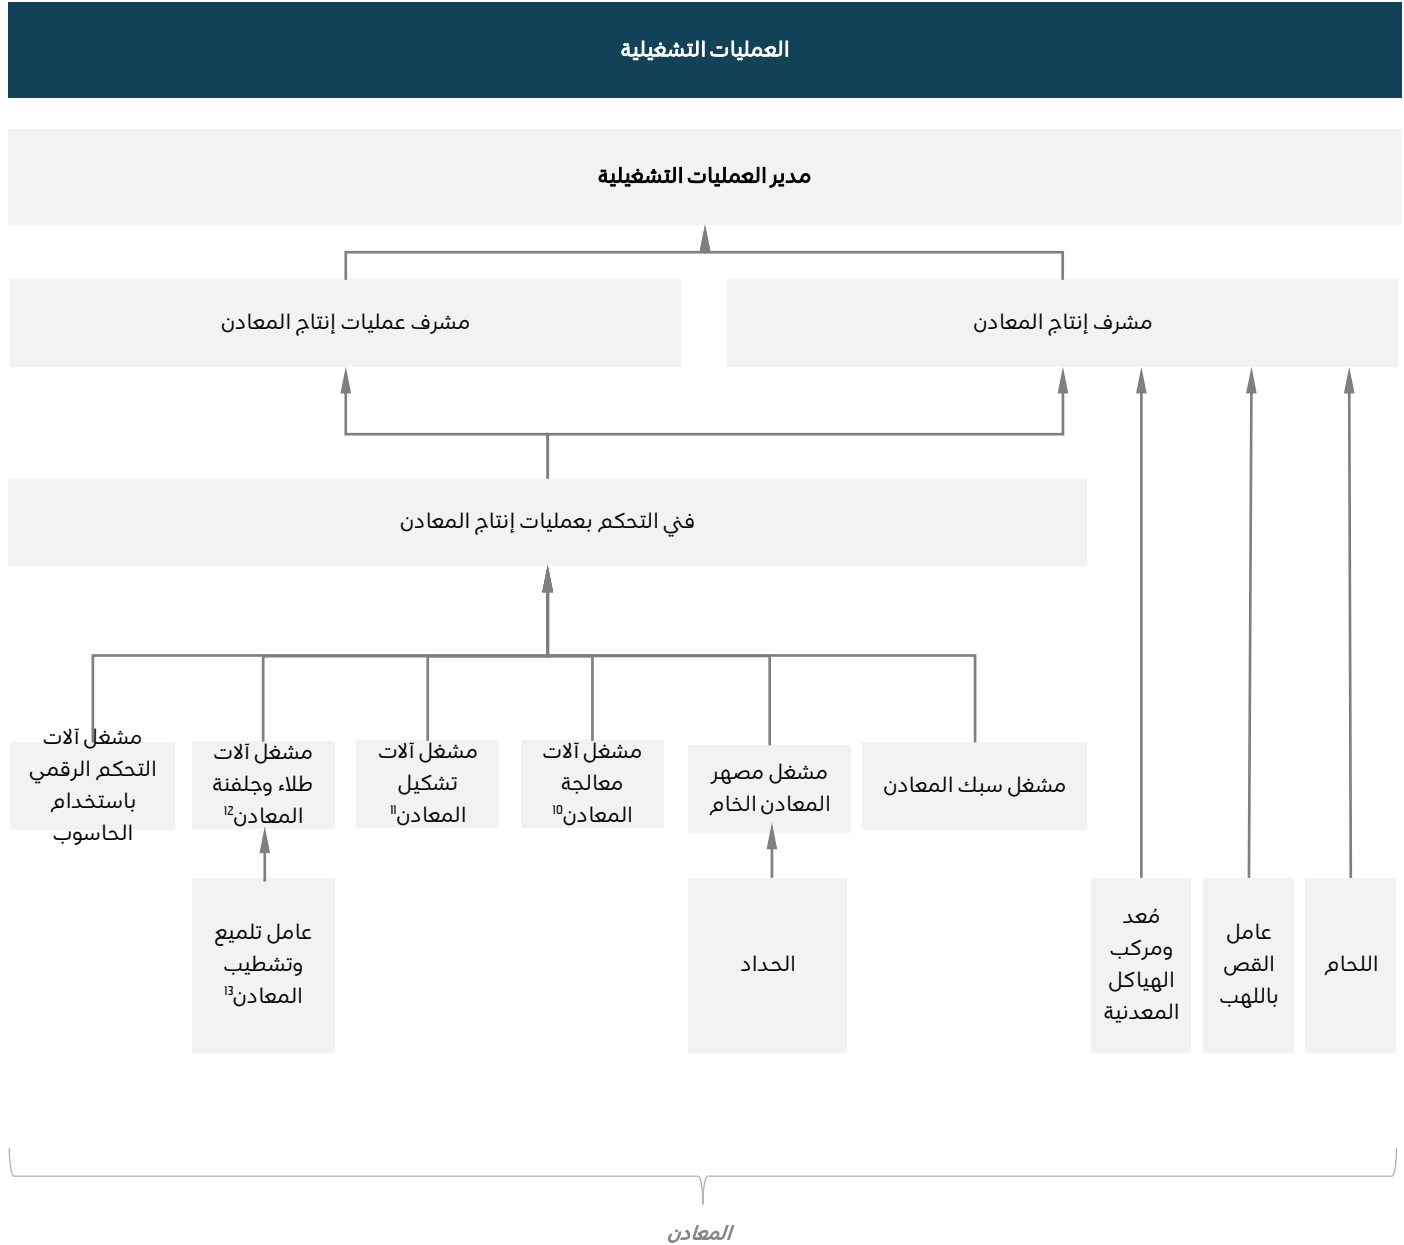 العمليات التشغيلية
مدير العمليات التشغيلية
مشرف إنتاج المعادن
مشرف عمليات إنتاج المعادن
فني التحكم بعمليات إنتاج المعادن
مشغل سبك المعادن
مشغل مصهر
المعادن الخام
مشغل آلات
معالجة
المعادن10
مشغل آلات
تشكيل
المعادن11
مشغل آلات
طلاء وجلفنة
المعادن12
مشغل آلات
التحكم الرقمي
باستخدام
الحاسوب
اللحام
عامل
القص
باللهب
مُعد
ومركب
الهياكل
المعدنية
الحداد
عامل تلميع
وتشطيب
المعادن13
المعادن